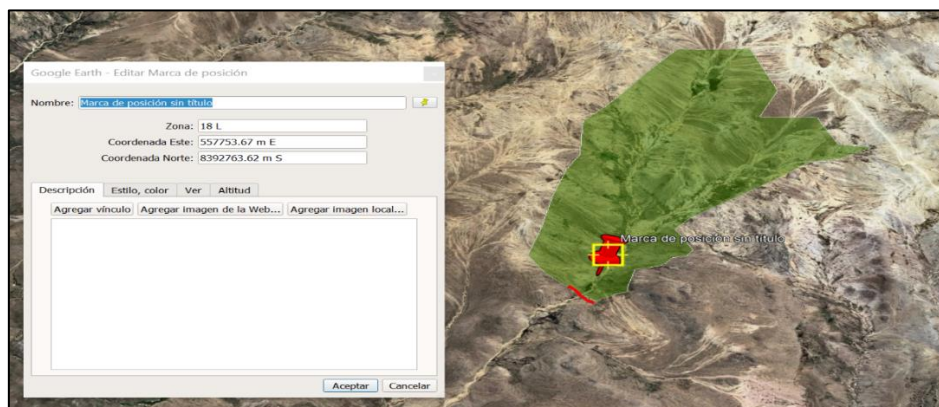 Google Earth - Editar Marca de posición
Nombre: Marca de posición sin título
Zona: 18 L
Coordenada Este: 557753.67 m E
Coordenada Norte: 8392763.62 m S
Descripción Estilo, color Ver Altitud
Agregar vínculo Agregar imagen de la Web... Agregar imagen local...
Marca de posición sin título
Aceptar Cancelar